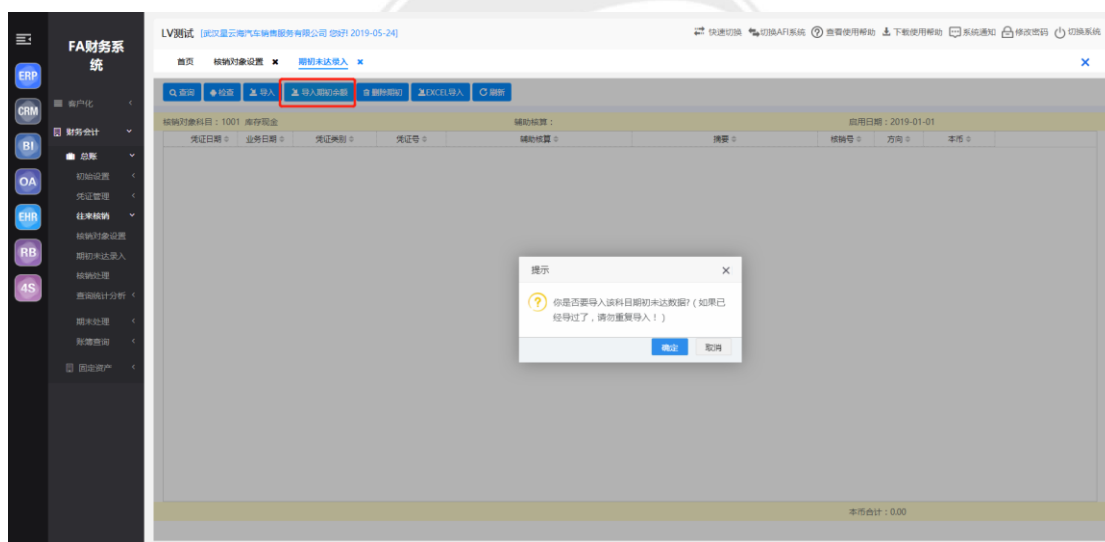 LV测试 [武汉星云海汽车销售服务有限公司 您好! 2019-05-24]
快速切换 切换AFI系统 查看使用帮助 下载使用帮助 系统通知 修改密码 切换系统
FA财务系统
首页 核销对象设置 期初未达录入
ERP
CRM
BI
OA
EHR
RB
4S
客户化
财务会计
总账
初始设置
凭证管理
往来核销
核销对象设置
期初未达录入
核销处理
查询统计分析
期末处理
账簿查询
固定资产
查询 检查 导入 导入期初余额 删除期初 EXCEL导入 刷新
核销对象科目:1001 库存现金 辅助核算: 启用日期:2019-01-01
凭证日期 业务日期 凭证类别 凭证号 辅助核算 摘要 核销号 方向 本币
提示
你是否要导入该科目期初未达数据?(如果已
经导过了,请勿重复导入!)
确定 取消
本币合计:0.00